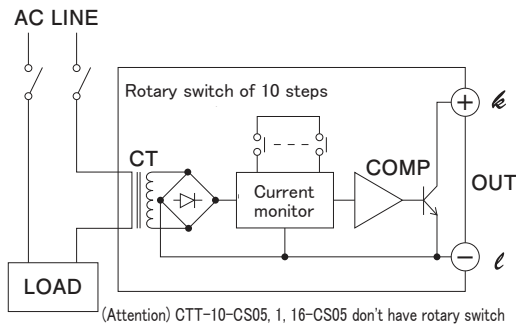 AC LINE
Rotary switch of 10 steps
CT
COMP
k
Current
monitor
OUT
LOAD
l
(Attention) CTT-10-CS05, 1, 16-CS05 don't have rotary switch